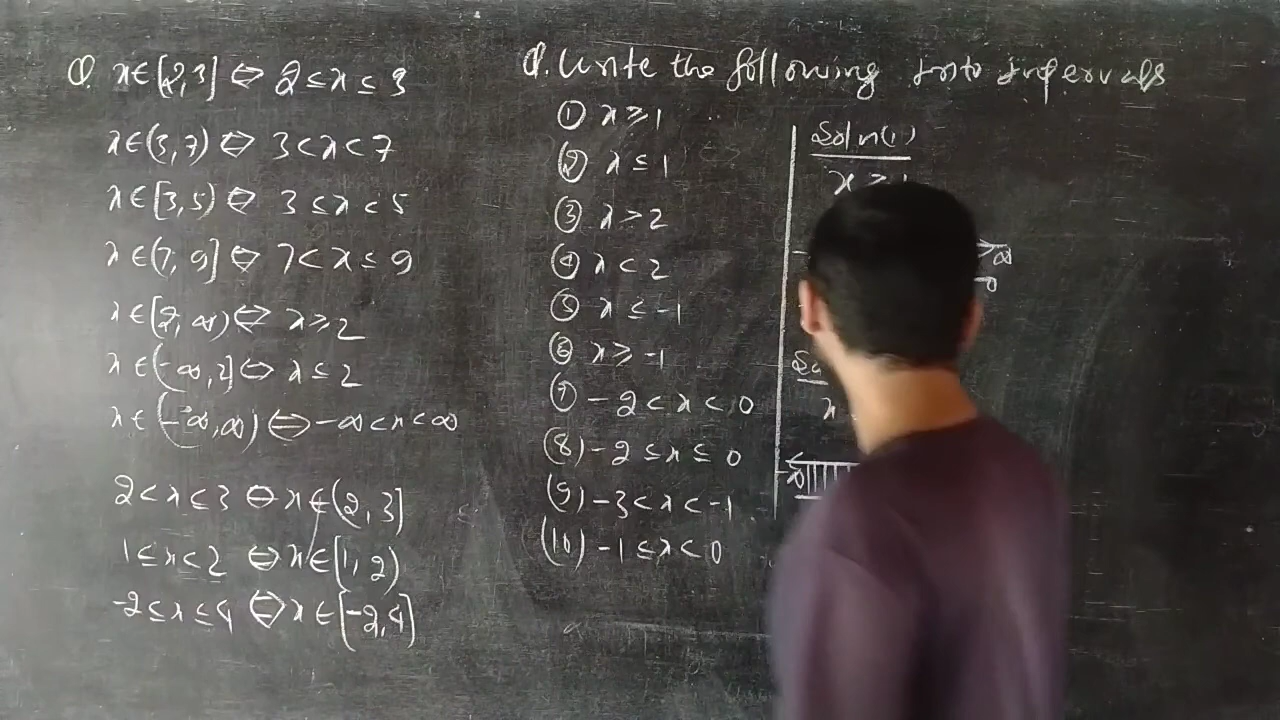 Q. x∈[2,3] ⇔ 2≤x≤3
x∈(3,7) ⇔ 3<x<7
x∈[3,5) ⇔ 3≤x<5
x∈(7,9] ⇔ 7<x≤9
x∈[2,∞) ⇔ x≥2
x∈(-∞,2] ⇔ x≤2
x∈(-∞,∞) ⇔ -∞<x<∞
2<x≤3 ⇔ x∈(2,3]
1≤x<2 ⇔ x∈[1,2)
-2≤x≤4 ⇔ x∈[-2,4]
Q. Write the following into intervals
① x≥1
② x≤1
③ x>2
④ x<2
⑤ x≤-1
⑥ x≥-1
⑦ -2<x<0
(8) -2≤x≤0
(9) -3<x<-1
(10) -1≤x<0
Soln(1)
x≥1
∞
x